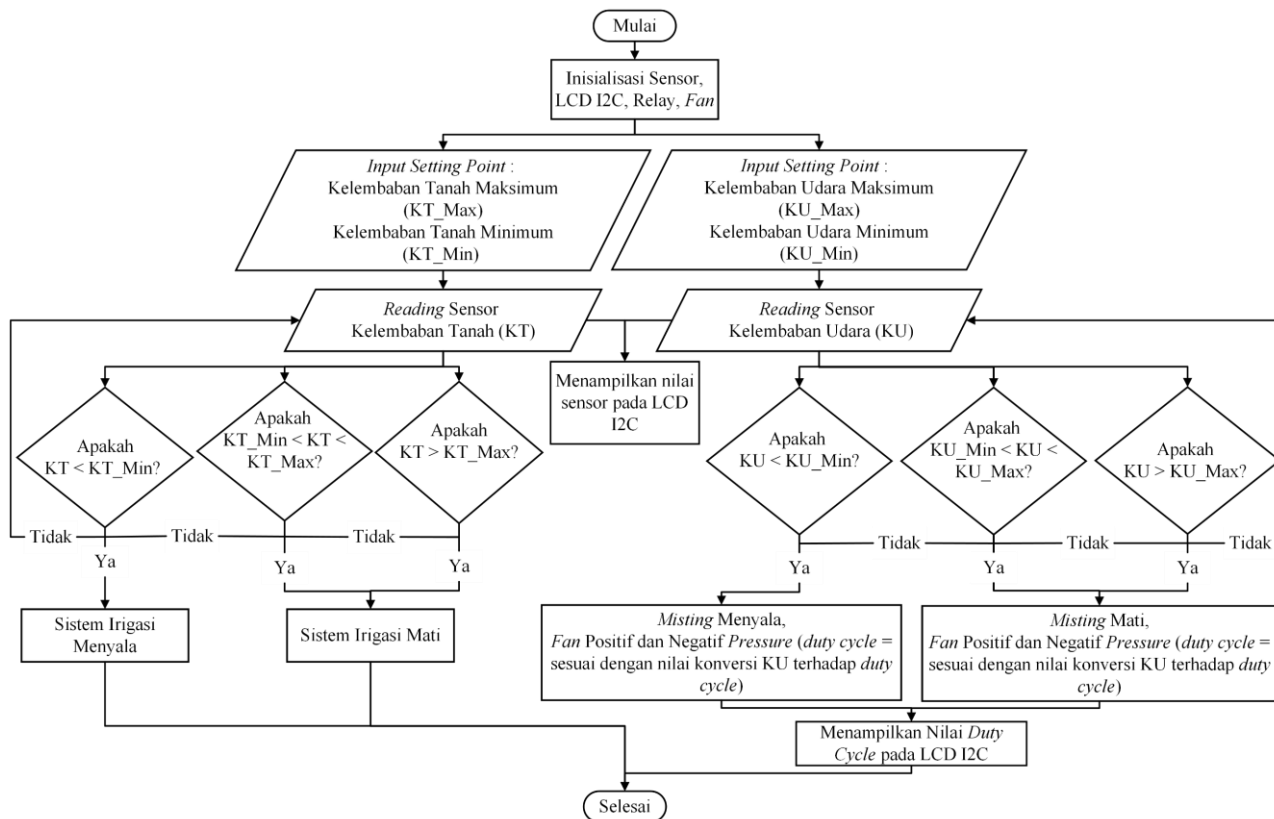 Mulai
Inisialisasi Sensor,
LCD I2C, Relay, Fan
Input Setting Point :
Kelembaban Tanah Maksimum
(KT_Max)
Kelembaban Tanah Minimum
(KT_Min)
Input Setting Point :
Kelembaban Udara Maksimum
(KU_Max)
Kelembaban Udara Minimum
(KU_Min)
Reading Sensor
Kelembaban Tanah (KT)
Reading Sensor
Kelembaban Udara (KU)
Menampilkan nilai
sensor pada LCD
I2C
Apakah
KT < KT_Min?
Apakah
KT_Min < KT <
KT_Max?
Apakah
KT > KT_Max?
Apakah
KU < KU_Min?
Apakah
KU_Min < KU <
KU_Max?
Apakah
KU > KU_Max?
Tidak
Tidak
Tidak
Tidak
Tidak
Tidak
Ya
Ya
Ya
Ya
Ya
Ya
Sistem Irigasi
Menyala
Sistem Irigasi Mati
Misting Menyala,
Fan Positif dan Negatif Pressure (duty cycle =
sesuai dengan nilai konversi KU terhadap duty
cycle)
Misting Mati,
Fan Positif dan Negatif Pressure (duty cycle =
sesuai dengan nilai konversi KU terhadap duty
cycle)
Menampilkan Nilai Duty
Cycle pada LCD I2C
Selesai